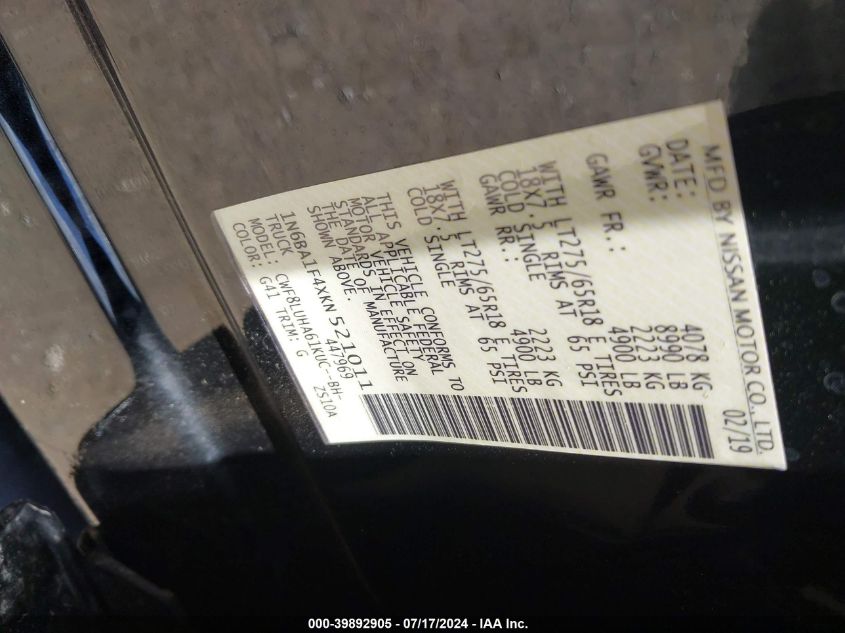 MFD BY NISSAN MOTOR CO., LTD.
DATE: 02/19
GVWR: 4078 KG
8990 LB
GAWR FR.: 2223 KG
4900 LB
WITH LT275/65R18 E TIRES
18X7.5 RIMS AT 65 PSI
COLD SINGLE
GAWR RR.: 2223 KG
4900 LB
WITH LT275/65R18 E TIRES
18X7.5 RIMS AT 65 PSI
COLD SINGLE
THIS VEHICLE CONFORMS TO
ALL APPLICABLE FEDERAL
MOTOR VEHICLE SAFETY
STANDARDS IN EFFECT ON
THE DATE OF MANUFACTURE
SHOWN ABOVE.
1N6BA1F4XKN521011
TRUCK 447969
MODEL: CWF8LUHA61KUC--BH-
COLOR: G41 TRIM: G ZS10A
000-39892905 - 07/17/2024 - IAA Inc.